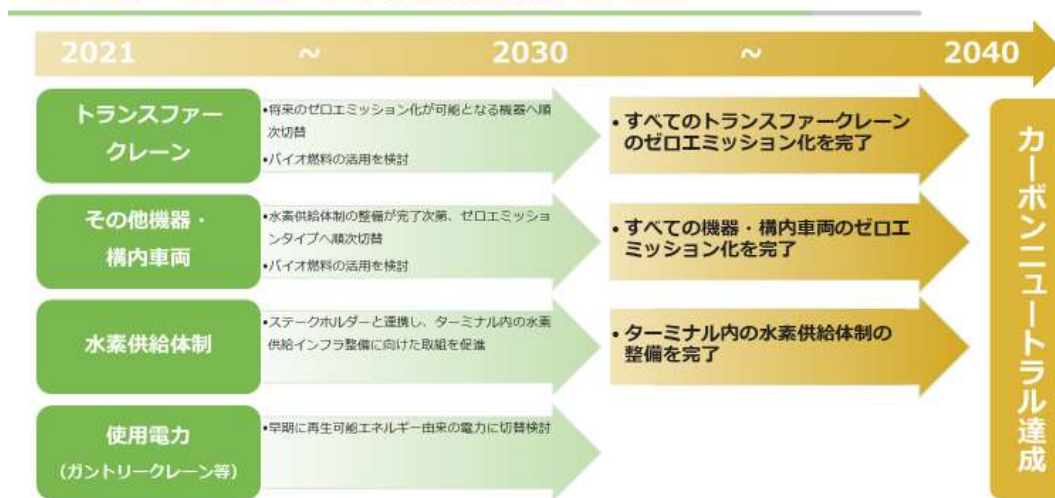 2021 ~ 2030 ~ 2040
トランスファー
クレーン
•将来のゼロエミッション化が可能となる機器へ順
次切替
•バイオ燃料の活用を検討
•すべてのトランスファークレーン
のゼロエミッション化を完了
その他機器・
構内車両
•水素供給体制の整備が完了次第、ゼロエミッショ
ンタイプへ順次切替
•バイオ燃料の活用を検討
•すべての機器・構内車両のゼロエ
ミッション化を完了
水素供給体制
•ステークホルダーと連携し、ターミナル内の水素
供給インフラ整備に向けた取組を促進
•ターミナル内の水素供給体制の
整備を完了
使用電力
(ガントリークレーン等)
•早期に再生可能エネルギー由来の電力に切替検討
カーボンニュートラル達成